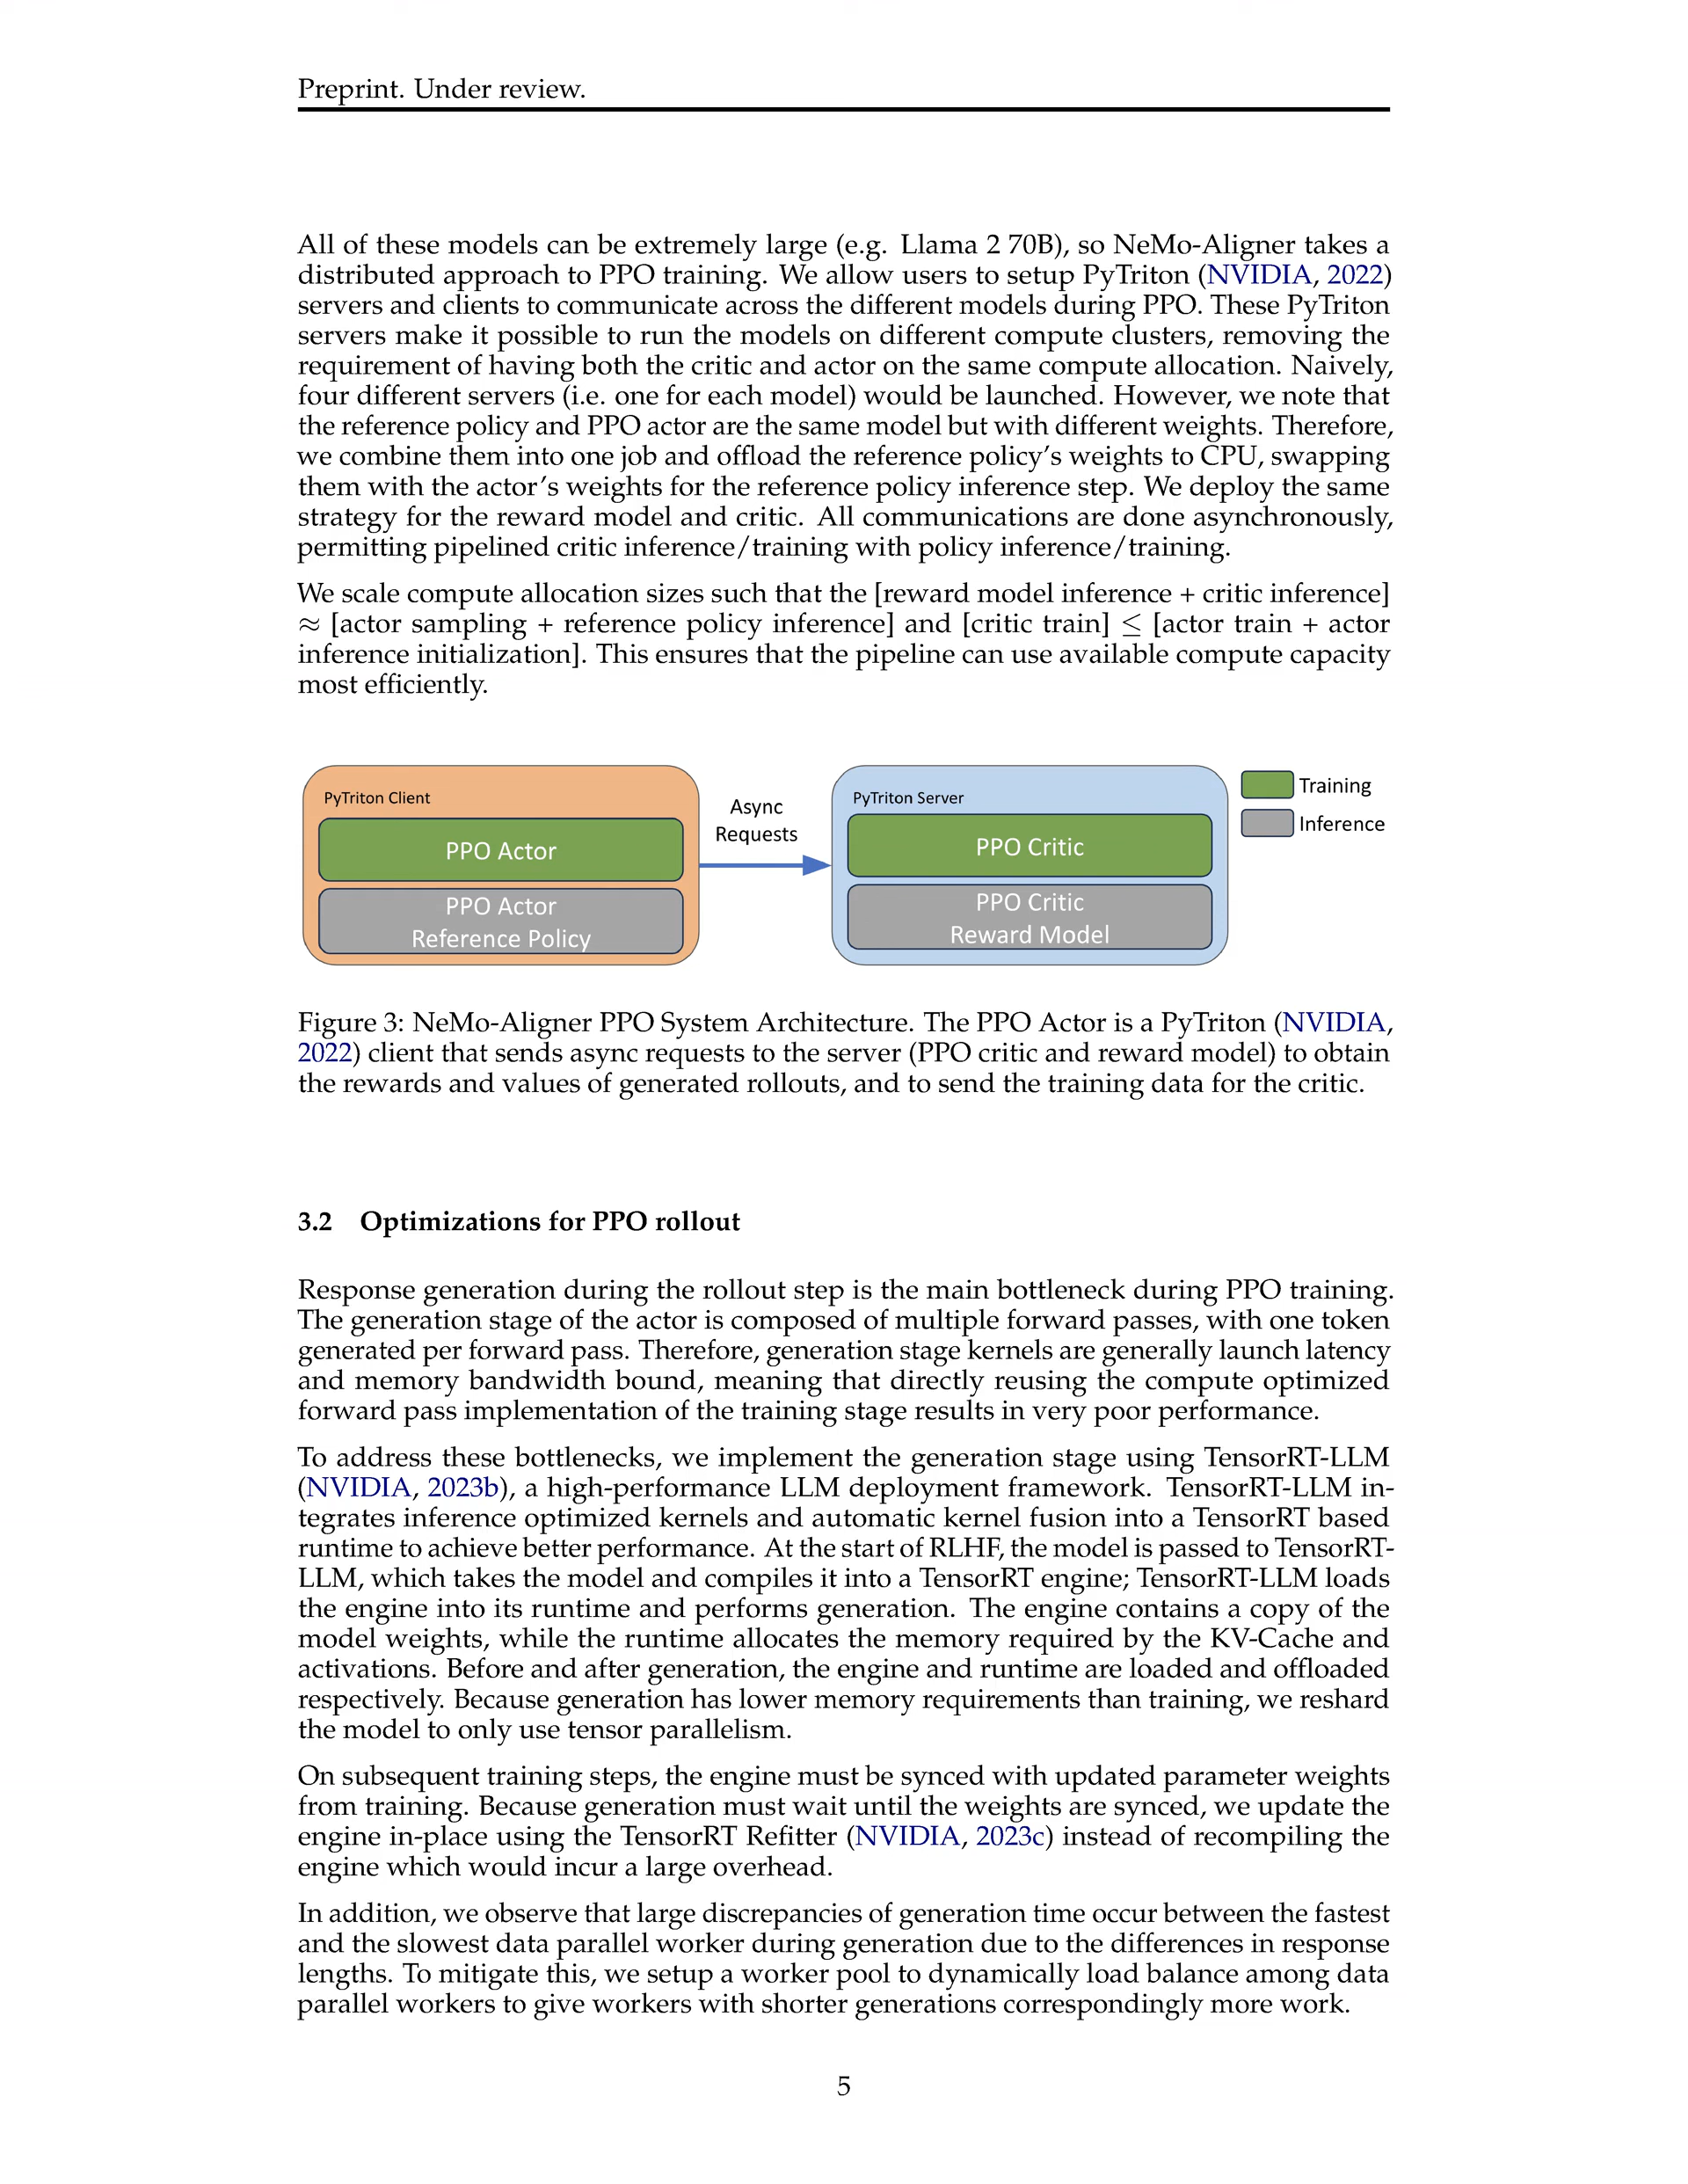 Preprint. Under review.
All of these models can be extremely large (e.g. Llama 2 70B), so NeMo-Aligner takes a
distributed approach to PPO training. We allow users to setup PyTriton (NVIDIA, 2022)
servers and clients to communicate across the different models during PPO. These PyTriton
servers make it possible to run the models on different compute clusters, removing the
requirement of having both the critic and actor on the same compute allocation. Naively,
four different servers (i.e. one for each model) would be launched. However, we note that
the reference policy and PPO actor are the same model but with different weights. Therefore,
we combine them into one job and offload the reference policy's weights to CPU, swapping
them with the actor's weights for the reference policy inference step. We deploy the same
strategy for the reward model and critic. All communications are done asynchronously,
permitting pipelined critic inference/training with policy inference/training.
We scale compute allocation sizes such that the [reward model inference + critic inference]
≈ [actor sampling + reference policy inference] and [critic train] ≤ [actor train + actor
inference initialization]. This ensures that the pipeline can use available compute capacity
most efficiently.
PyTriton Client
PPO Actor
PPO Actor
Reference Policy
Async
Requests
PyTriton Server
PPO Critic
PPO Critic
Reward Model
Training
Inference
Figure 3: NeMo-Aligner PPO System Architecture. The PPO Actor is a PyTriton (NVIDIA,
2022) client that sends async requests to the server (PPO critic and reward model) to obtain
the rewards and values of generated rollouts, and to send the training data for the critic.
3.2 Optimizations for PPO rollout
Response generation during the rollout step is the main bottleneck during PPO training.
The generation stage of the actor is composed of multiple forward passes, with one token
generated per forward pass. Therefore, generation stage kernels are generally launch latency
and memory bandwidth bound, meaning that directly reusing the compute optimized
forward pass implementation of the training stage results in very poor performance.
To address these bottlenecks, we implement the generation stage using TensorRT-LLM
(NVIDIA, 2023b), a high-performance LLM deployment framework. TensorRT-LLM in-
tegrates inference optimized kernels and automatic kernel fusion into a TensorRT based
runtime to achieve better performance. At the start of RLHF, the model is passed to TensorRT-
LLM, which takes the model and compiles it into a TensorRT engine; TensorRT-LLM loads
the engine into its runtime and performs generation. The engine contains a copy of the
model weights, while the runtime allocates the memory required by the KV-Cache and
activations. Before and after generation, the engine and runtime are loaded and offloaded
respectively. Because generation has lower memory requirements than training, we reshard
the model to only use tensor parallelism.
On subsequent training steps, the engine must be synced with updated parameter weights
from training. Because generation must wait until the weights are synced, we update the
engine in-place using the TensorRT Refitter (NVIDIA, 2023c) instead of recompiling the
engine which would incur a large overhead.
In addition, we observe that large discrepancies of generation time occur between the fastest
and the slowest data parallel worker during generation due to the differences in response
lengths. To mitigate this, we setup a worker pool to dynamically load balance among data
parallel workers to give workers with shorter generations correspondingly more work.
5